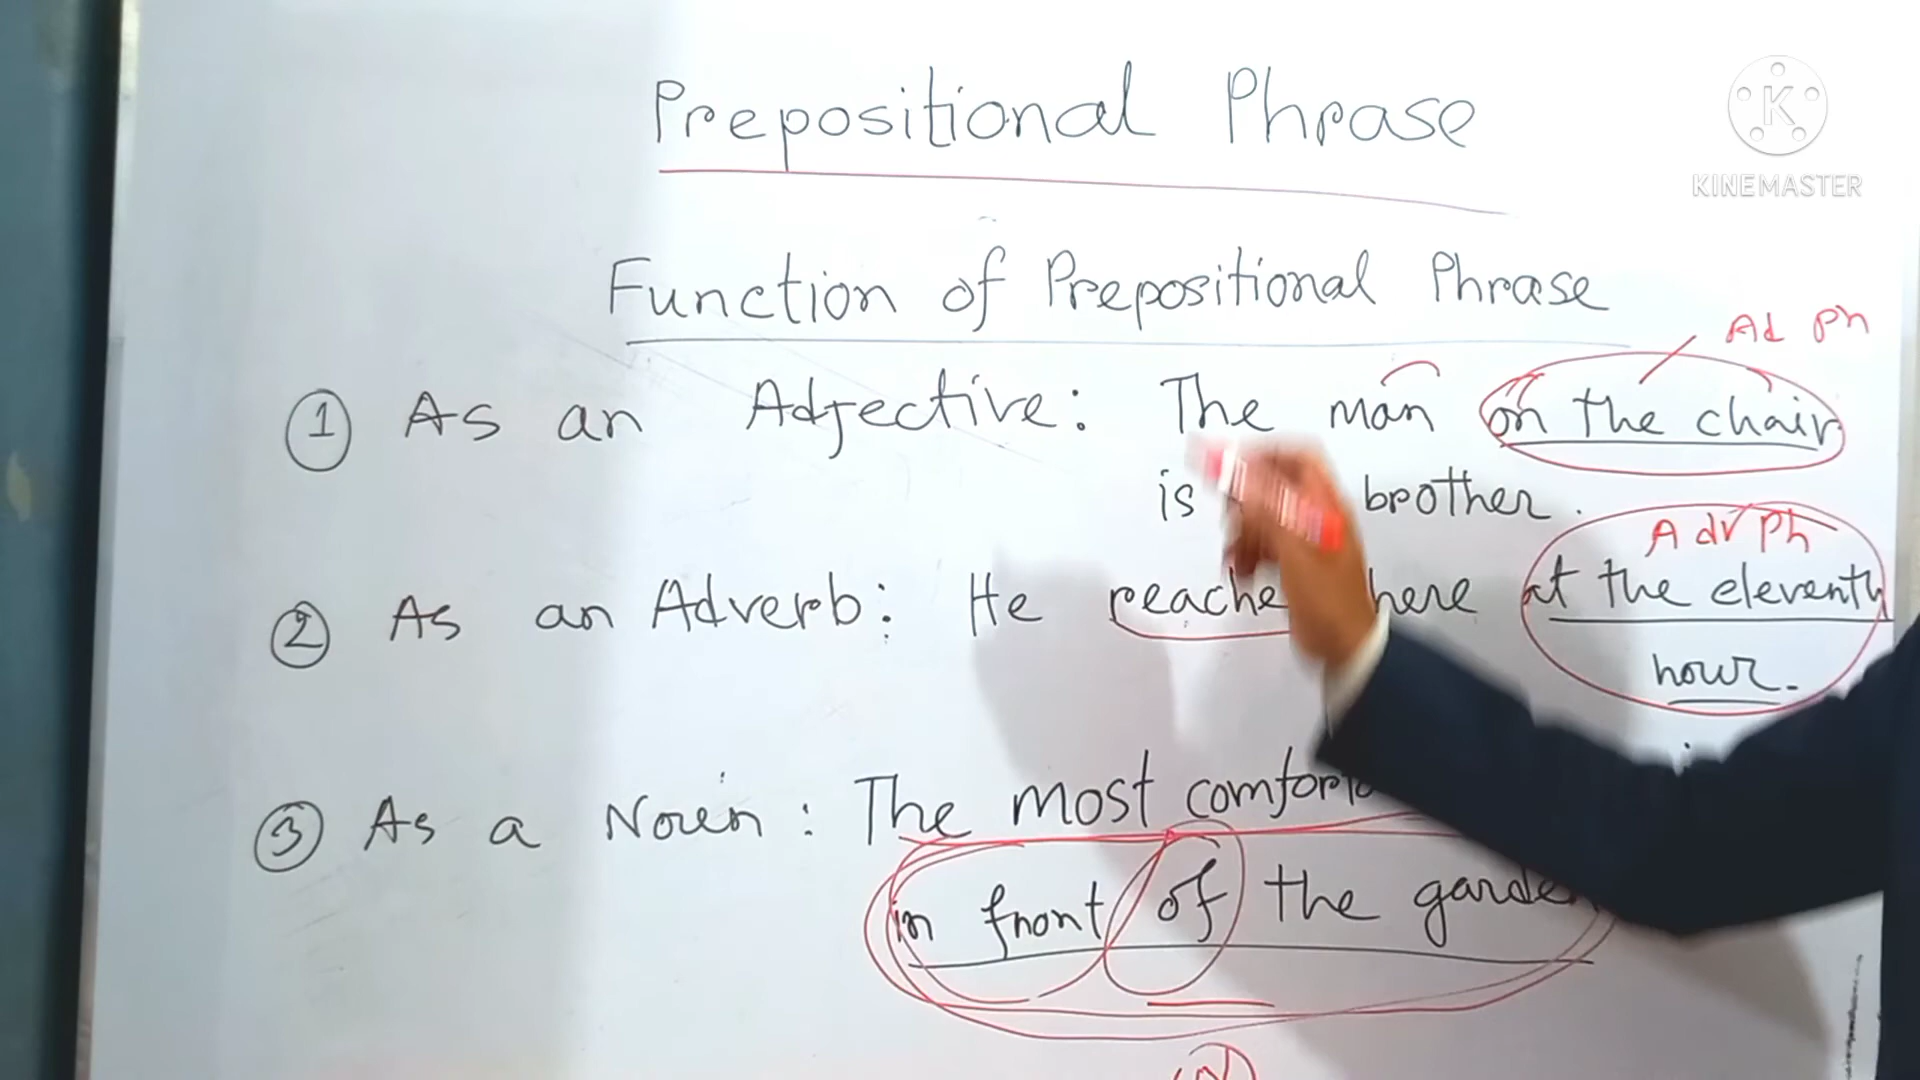 Prepositional Phrase
KINEMASTER
Function of Prepositional Phrase
Ad Ph
① As an Adjective: The man on the chair
is brother.
Adv Ph
② As an Adverb: He here at the eleventh
hour.
③ As a Noun: The most
in front of the